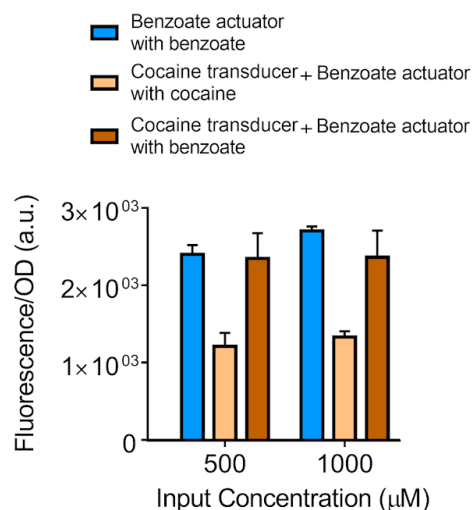 Benzoate actuator
with benzoate
Cocaine transducer + Benzoate actuator
with cocaine
Cocaine transducer + Benzoate actuator
with benzoate
Fluorescence/OD (a.u.)
3× 10⁰³
2× 10⁰³
1× 10⁰³
0
500 1000
Input Concentration (μM)